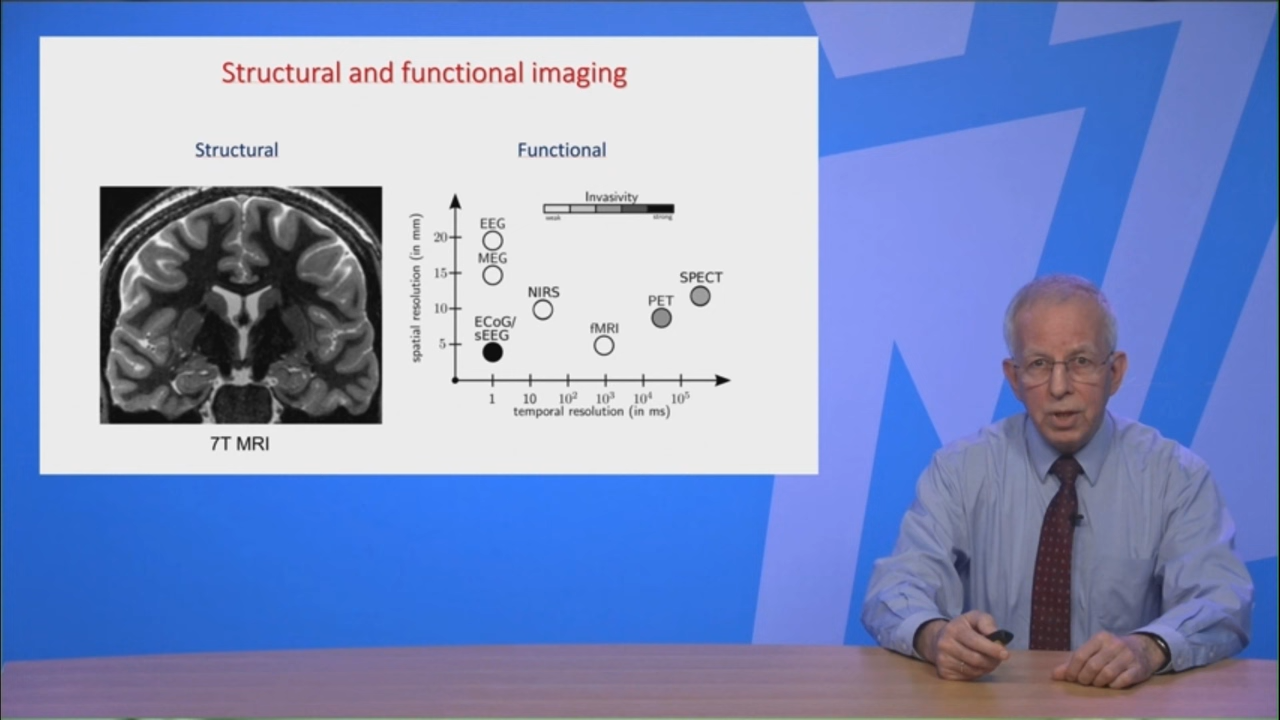 Structural and functional imaging
Structural
Functional
7T MRI
Invasivity
weak
strong
spatial resolution (in mm)
20
15
10
5
EEG
MEG
NIRS
ECoG/
sEEG
fMRI
PET
SPECT
1
10
10²
10³
10⁴
10⁵
temporal resolution (in ms)